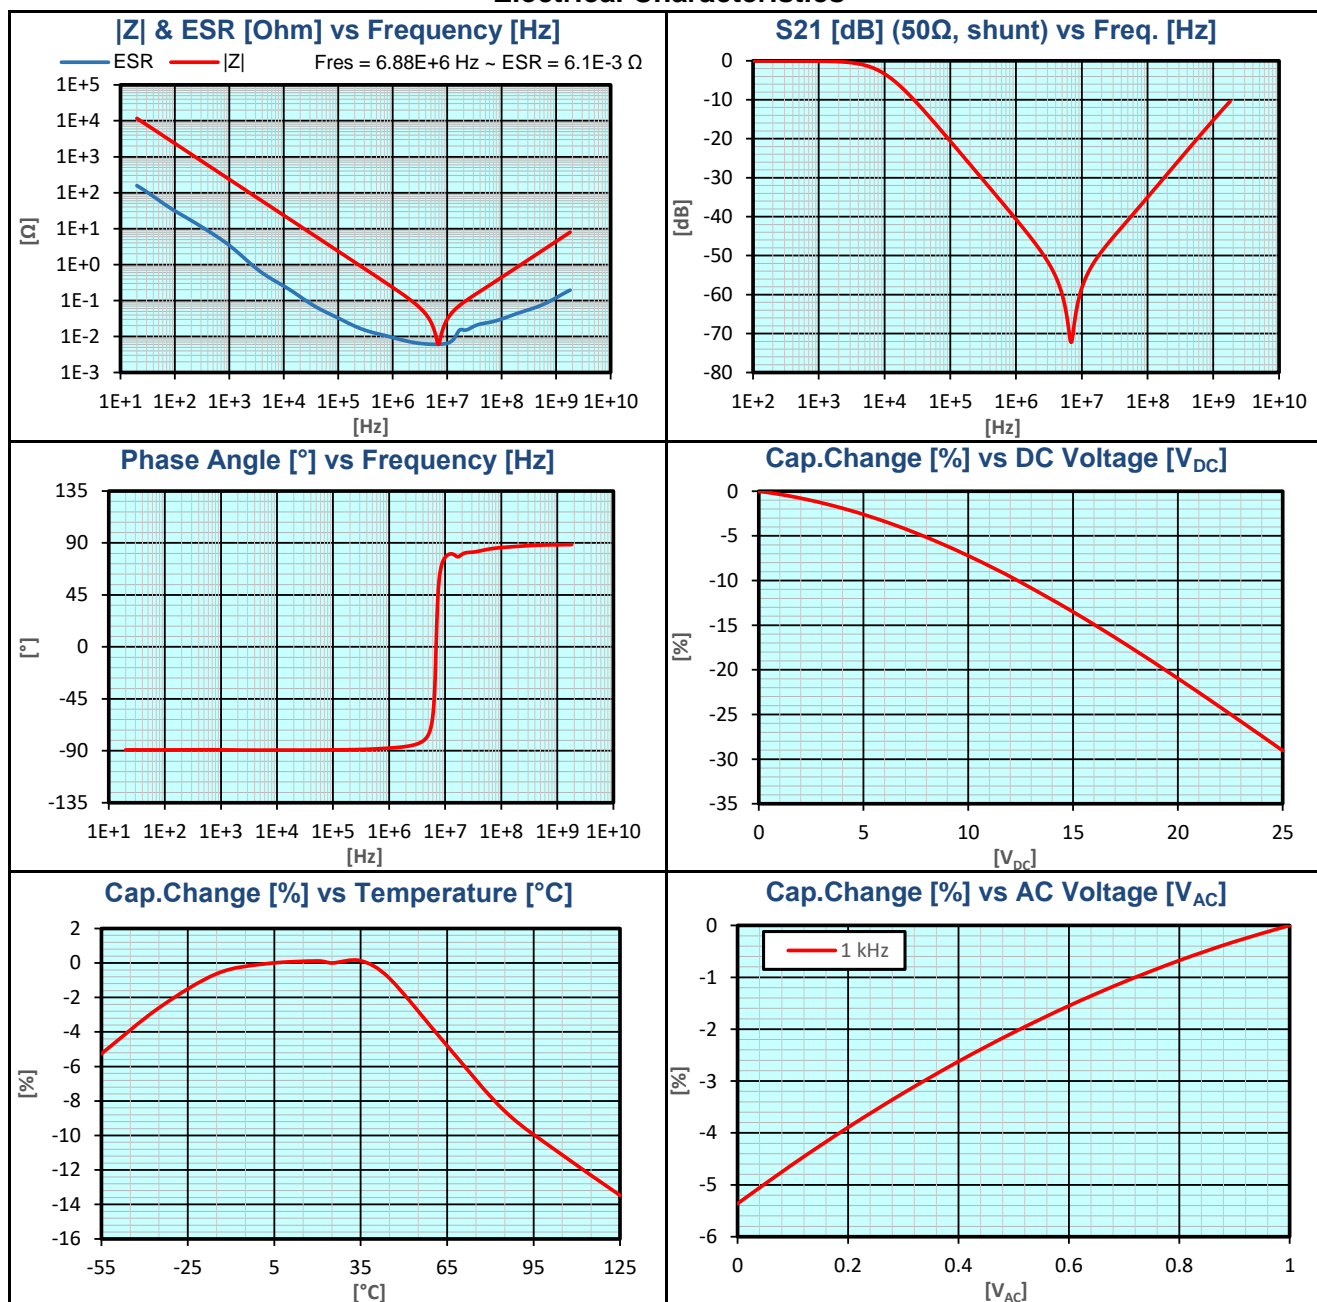 Electrical Characteristics
|Z| & ESR [Ohm] vs Frequency [Hz]
ESR |Z| Fres = 6.88E+6 Hz ~ ESR = 6.1E-3 Ω
1E+5
1E+4
1E+3
1E+2
1E+1
1E+0
1E-1
1E-2
1E-3
[Ω]
1E+1 1E+2 1E+3 1E+4 1E+5 1E+6 1E+7 1E+8 1E+9 1E+10
[Hz]
S21 [dB] (50Ω, shunt) vs Freq. [Hz]
0
-10
-20
-30
-40
-50
-60
-70
-80
[dB]
1E+2 1E+3 1E+4 1E+5 1E+6 1E+7 1E+8 1E+9 1E+10
[Hz]
Phase Angle [°] vs Frequency [Hz]
135
90
45
0
-45
-90
-135
[°]
1E+1 1E+2 1E+3 1E+4 1E+5 1E+6 1E+7 1E+8 1E+9 1E+10
[Hz]
Cap.Change [%] vs DC Voltage [VDC]
0
-5
-10
-15
-20
-25
-30
-35
[%]
0 5 10 15 20 25
[VDC]
Cap.Change [%] vs Temperature [°C]
2
0
-2
-4
-6
-8
-10
-12
-14
-16
[%]
-55 -25 5 35 65 95 125
[°C]
Cap.Change [%] vs AC Voltage [VAC]
1 kHz
0
-1
-2
-3
-4
-5
-6
[%]
0 0.2 0.4 0.6 0.8 1
[VAC]